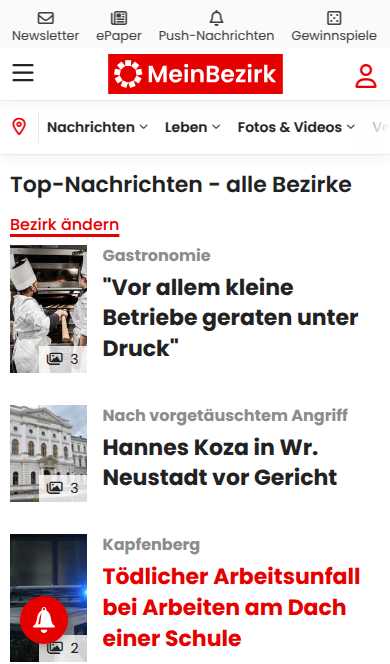 Newsletter ePaper Push-Nachrichten Gewinnspiele
MeinBezirk
Nachrichten Leben Fotos & Videos
Top-Nachrichten - alle Bezirke
Bezirk ändern
Gastronomie
"Vor allem kleine
Betriebe geraten unter
Druck"
3
Nach vorgetäuschtem Angriff
Hannes Koza in Wr.
Neustadt vor Gericht
3
Kapfenberg
Tödlicher Arbeitsunfall
bei Arbeiten am Dach
einer Schule
2